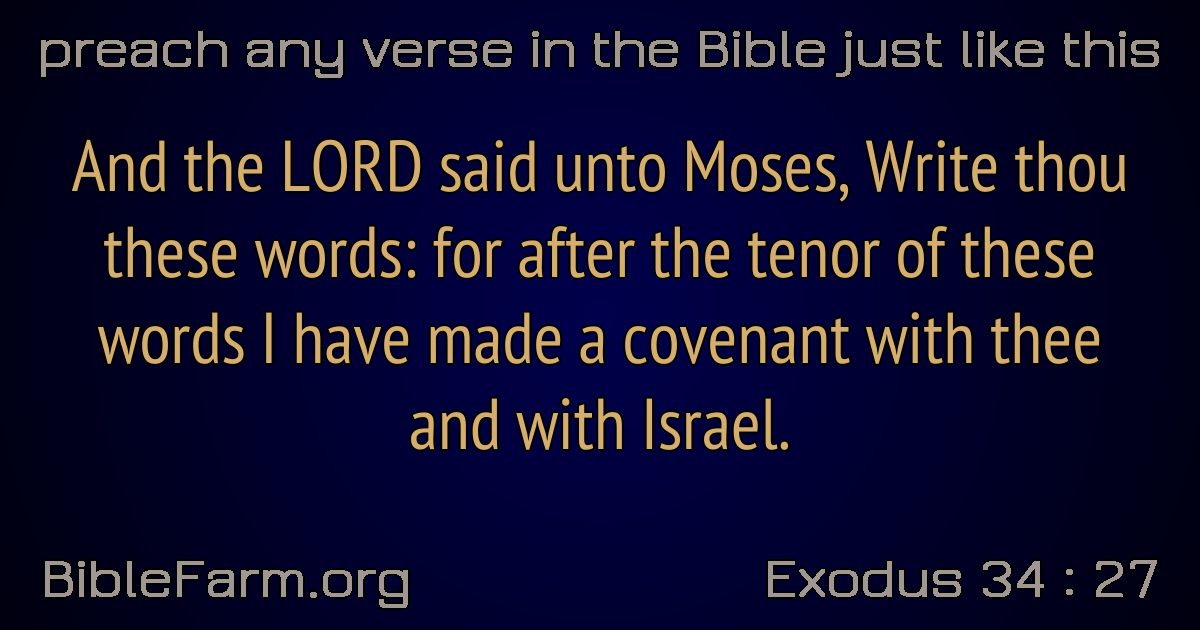 preach any verse in the Bible just like this
And the LORD said unto Moses, Write thou
these words: for after the tenor of these
words I have made a covenant with thee
and with Israel.
BibleFarm.org
Exodus 34 : 27